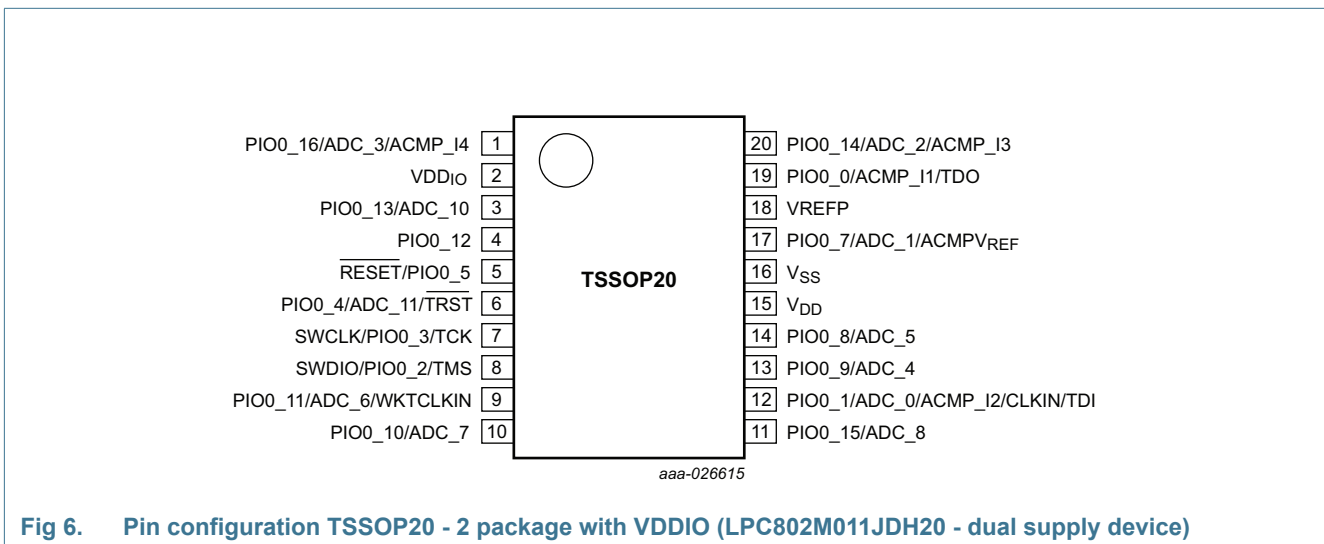 PIO0_16/ADC_3/ACMP_I4 1
VDDIO 2
PIO0_13/ADC_10 3
PIO0_12 4
RESET/PIO0_5 5
PIO0_4/ADC_11/TRST 6
SWCLK/PIO0_3/TCK 7
SWDIO/PIO0_2/TMS 8
PIO0_11/ADC_6/WKTCLKIN 9
PIO0_10/ADC_7 10
TSSOP20
20 PIO0_14/ADC_2/ACMP_I3
19 PIO0_0/ACMP_I1/TDO
18 VREFP
17 PIO0_7/ADC_1/ACMPVREF
16 VSS
15 VDD
14 PIO0_8/ADC_5
13 PIO0_9/ADC_4
12 PIO0_1/ADC_0/ACMP_I2/CLKIN/TDI
11 PIO0_15/ADC_8
aaa-026615
Fig 6. Pin configuration TSSOP20 - 2 package with VDDIO (LPC802M011JDH20 - dual supply device)